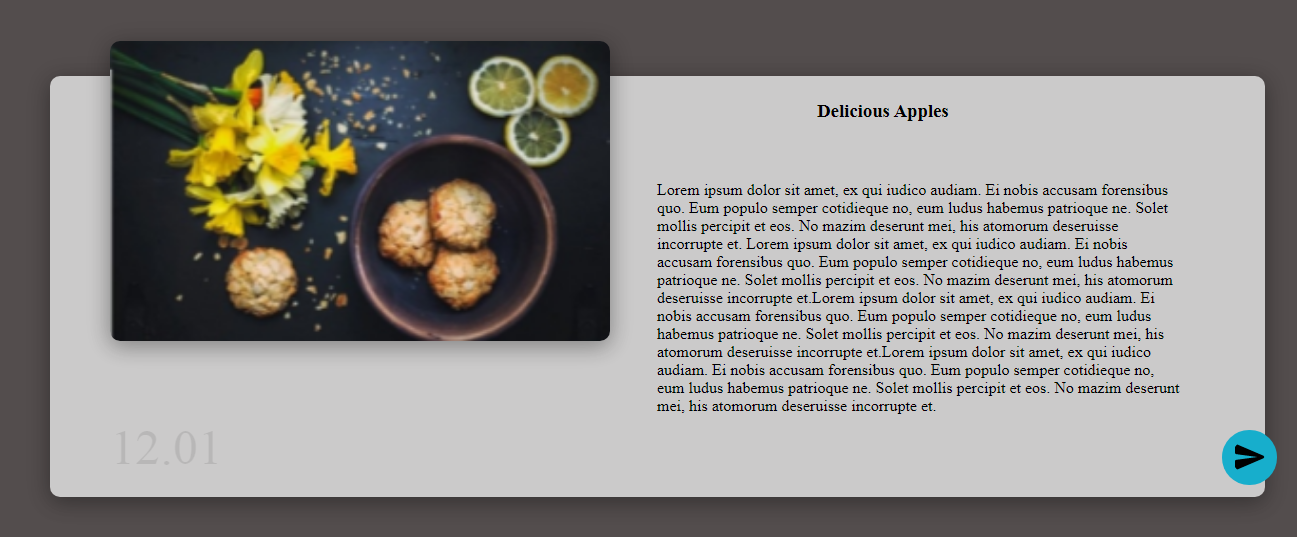 Delicious Apples
Lorem ipsum dolor sit amet, ex qui iudico audiam. Ei nobis accusam forensibus
quo. Eum populo semper cotidieque no, eum ludus habemus patrioque ne. Solet
mollis percipit et eos. No mazim deserunt mei, his atomorum deseruisse
incorrupte et. Lorem ipsum dolor sit amet, ex qui iudico audiam. Ei nobis
accusam forensibus quo. Eum populo semper cotidieque no, eum ludus habemus
patrioque ne. Solet mollis percipit et eos. No mazim deserunt mei, his atomorum
deseruisse incorrupte et.Lorem ipsum dolor sit amet, ex qui iudico audiam. Ei
nobis accusam forensibus quo. Eum populo semper cotidieque no, eum ludus
habemus patrioque ne. Solet mollis percipit et eos. No mazim deserunt mei, his
atomorum deseruisse incorrupte et.Lorem ipsum dolor sit amet, ex qui iudico
audiam. Ei nobis accusam forensibus quo. Eum populo semper cotidieque no,
eum ludus habemus patrioque ne. Solet mollis percipit et eos. No mazim deserunt
mei, his atomorum deseruisse incorrupte et.
12.01